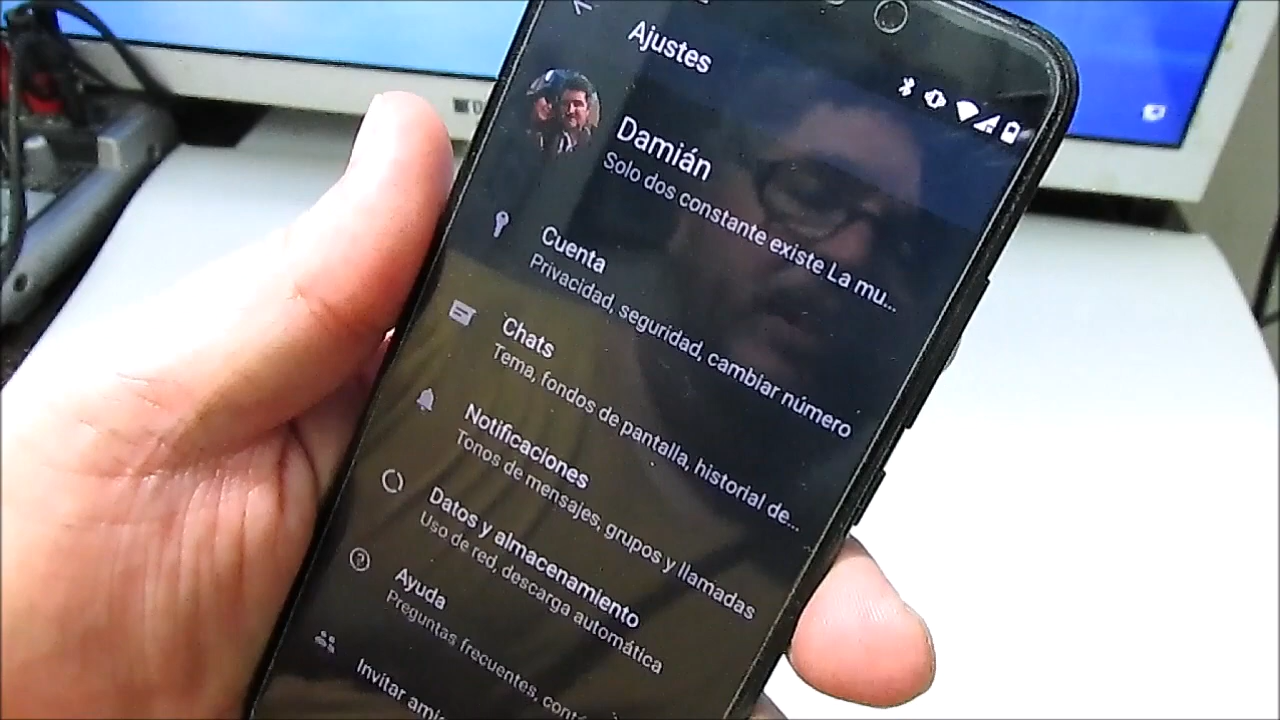 Ajustes
Damián
Solo dos constante existe La mu...
Cuenta
Privacidad, seguridad, cambiar número
Chats
Tema, fondos de pantalla, historial de...
Notificaciones
Tonos de mensajes, grupos y llamadas
Datos y almacenamiento
Uso de red, descarga automática
Ayuda
Preguntas frecuentes,
Invitar